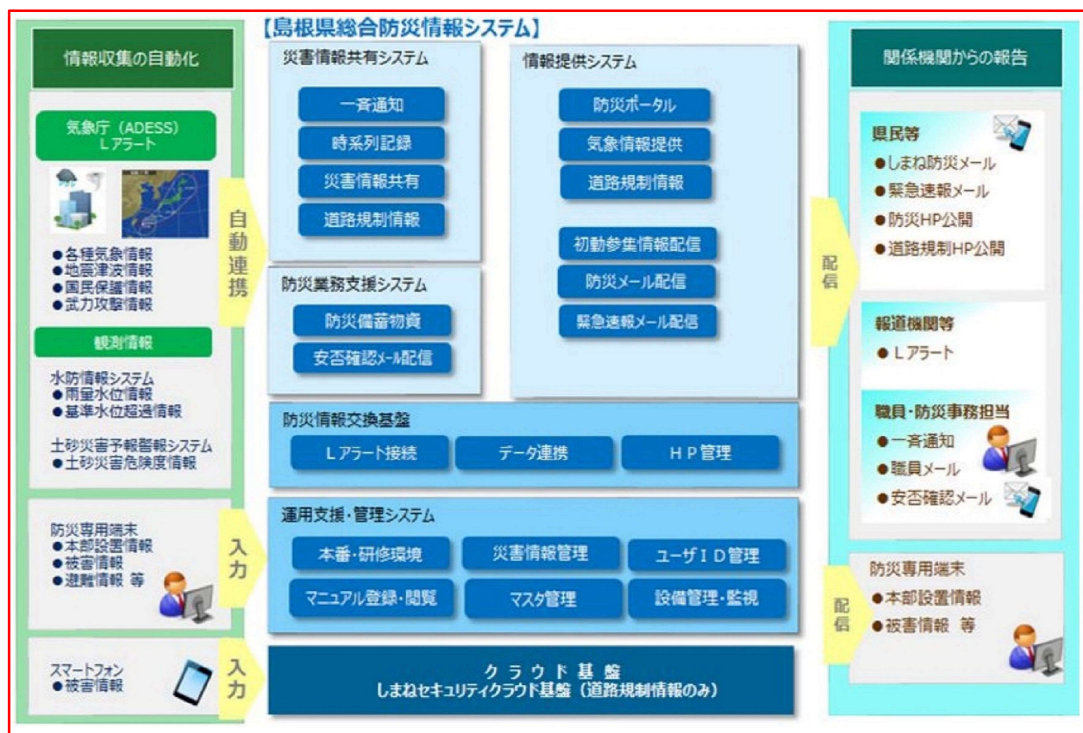 【島根県総合防災情報システム】
情報収集の自動化
気象庁（ADESS）
Ｌアラート
●各種気象情報
●地震津波情報
●国民保護情報
●武力攻撃情報
観測情報
水防情報システム
●雨量水位情報
●基準水位超過情報
土砂災害予報警報システム
●土砂災害危険度情報
防災専用端末
●本部設置情報
●被害情報
●避難情報 等
スマートフォン
●被害情報
自動連携
入力
入力
災害情報共有システム
一斉通知
時系列記録
災害情報共有
道路規制情報
防災業務支援システム
防災備蓄物資
安否確認ﾒｰﾙ配信
情報提供システム
防災ポータル
気象情報提供
道路規制情報
初動参集情報配信
防災メール配信
緊急速報メール配信
防災情報交換基盤
Ｌアラート接続
データ連携
ＨＰ管理
運用支援・管理システム
本番・研修環境
災害情報管理
ユーザＩＤ管理
マニュアル登録・閲覧
マスタ管理
設備管理・監視
クラウド基盤
しまねセキュリティクラウド基盤（道路規制情報のみ）
配信
配信
関係機関からの報告
県民等
●しまね防災メール
●緊急速報メール
●防災HP公開
●道路規制HP公開
報道機関等
●Ｌアラート
職員・防災事務担当
●一斉通知
●職員メール
●安否確認メール
防災専用端末
●本部設置情報
●被害情報 等